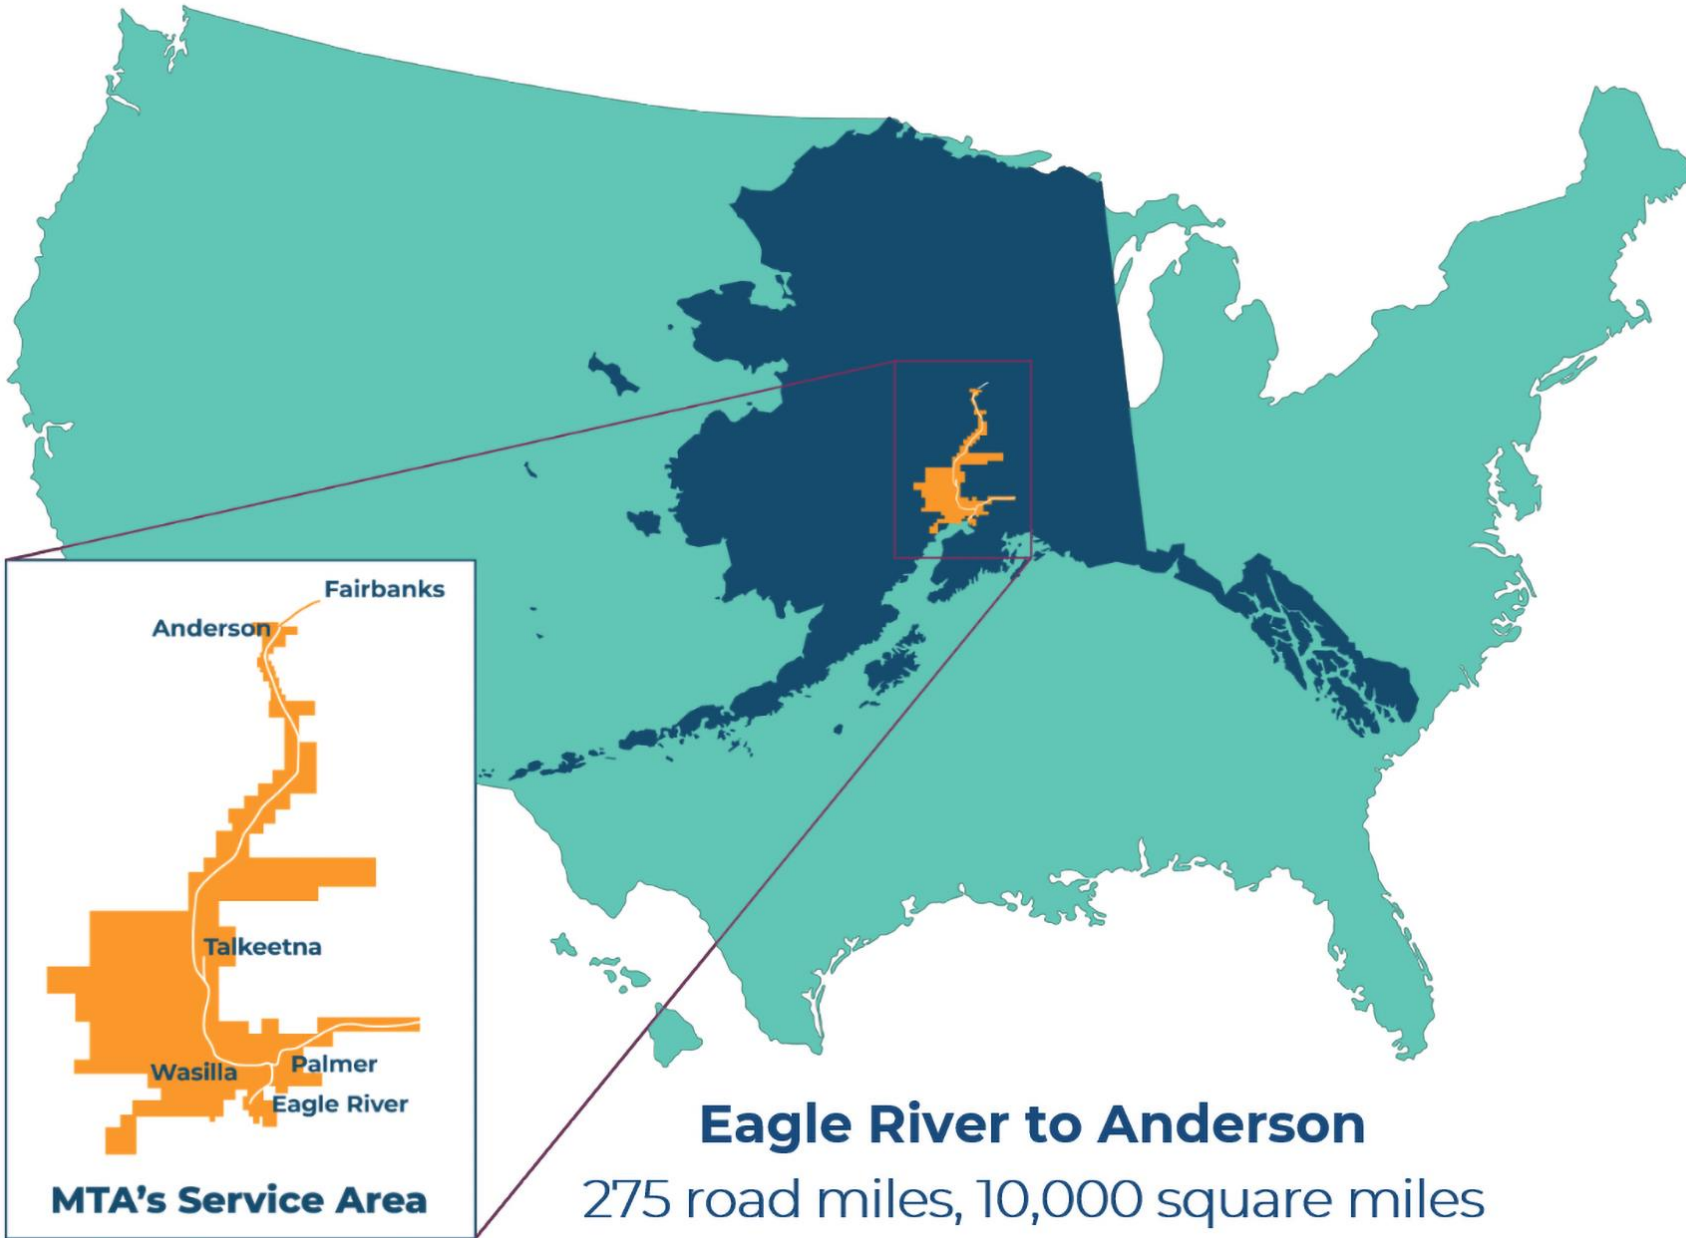 Fairbanks
Anderson
Talkeetna
Wasilla
Palmer
Eagle River
MTA's Service Area
Eagle River to Anderson
275 road miles, 10,000 square miles